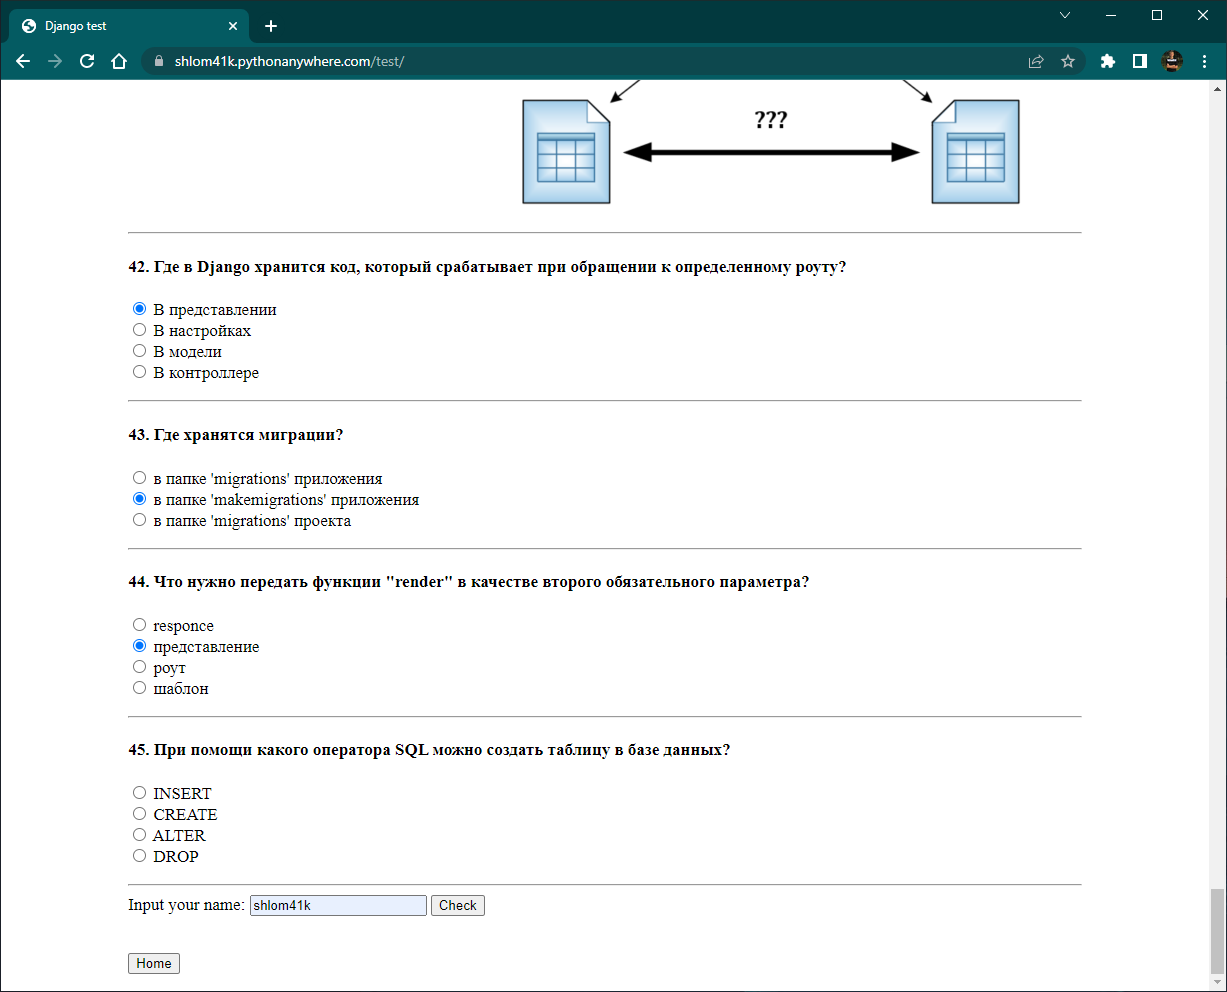 Django test
shlom41k.pythonanywhere.com/test/
???
42. Где в Django хранится код, который срабатывает при обращении к определенному роуту?
В представлении
В настройках
В модели
В контроллере
43. Где хранятся миграции?
в папке 'migrations' приложения
в папке 'makemigrations' приложения
в папке 'migrations' проекта
44. Что нужно передать функции "render" в качестве второго обязательного параметра?
responce
представление
роут
шаблон
45. При помощи какого оператора SQL можно создать таблицу в базе данных?
INSERT
CREATE
ALTER
DROP
Input your name: shlom41k Check
Home